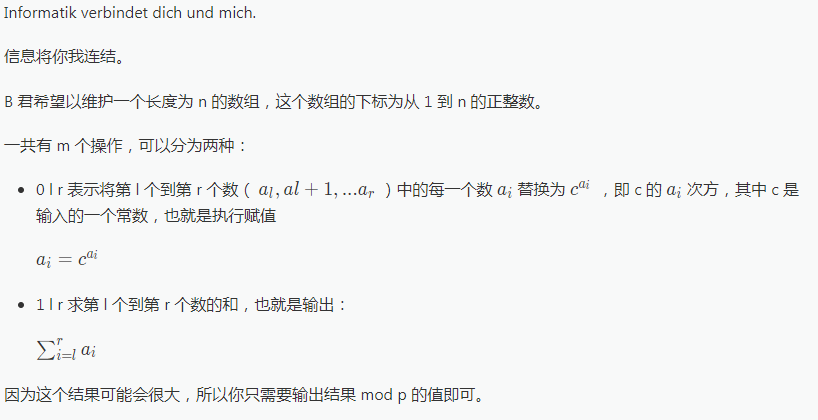 Informatik verbindet dich und mich.
信息将你我连结。
B 君希望以维护一个长度为 n 的数组，这个数组的下标为从 1 到 n 的正整数。
一共有 m 个操作，可以分为两种：
• 0 l r 表示将第 l 个到第 r 个数（ $a_l, al+1, ...a_r$ ）中的每一个数 $a_i$ 替换为 $c^{a_i}$ ，即 c 的 $a_i$ 次方，其中 c 是
输入的一个常数，也就是执行赋值
$a_i = c^{a_i}$
• 1 l r 求第 l 个到第 r 个数的和，也就是输出：
$\sum_{i=l}^{r} a_i$
因为这个结果可能会很大，所以你只需要输出结果 mod p 的值即可。